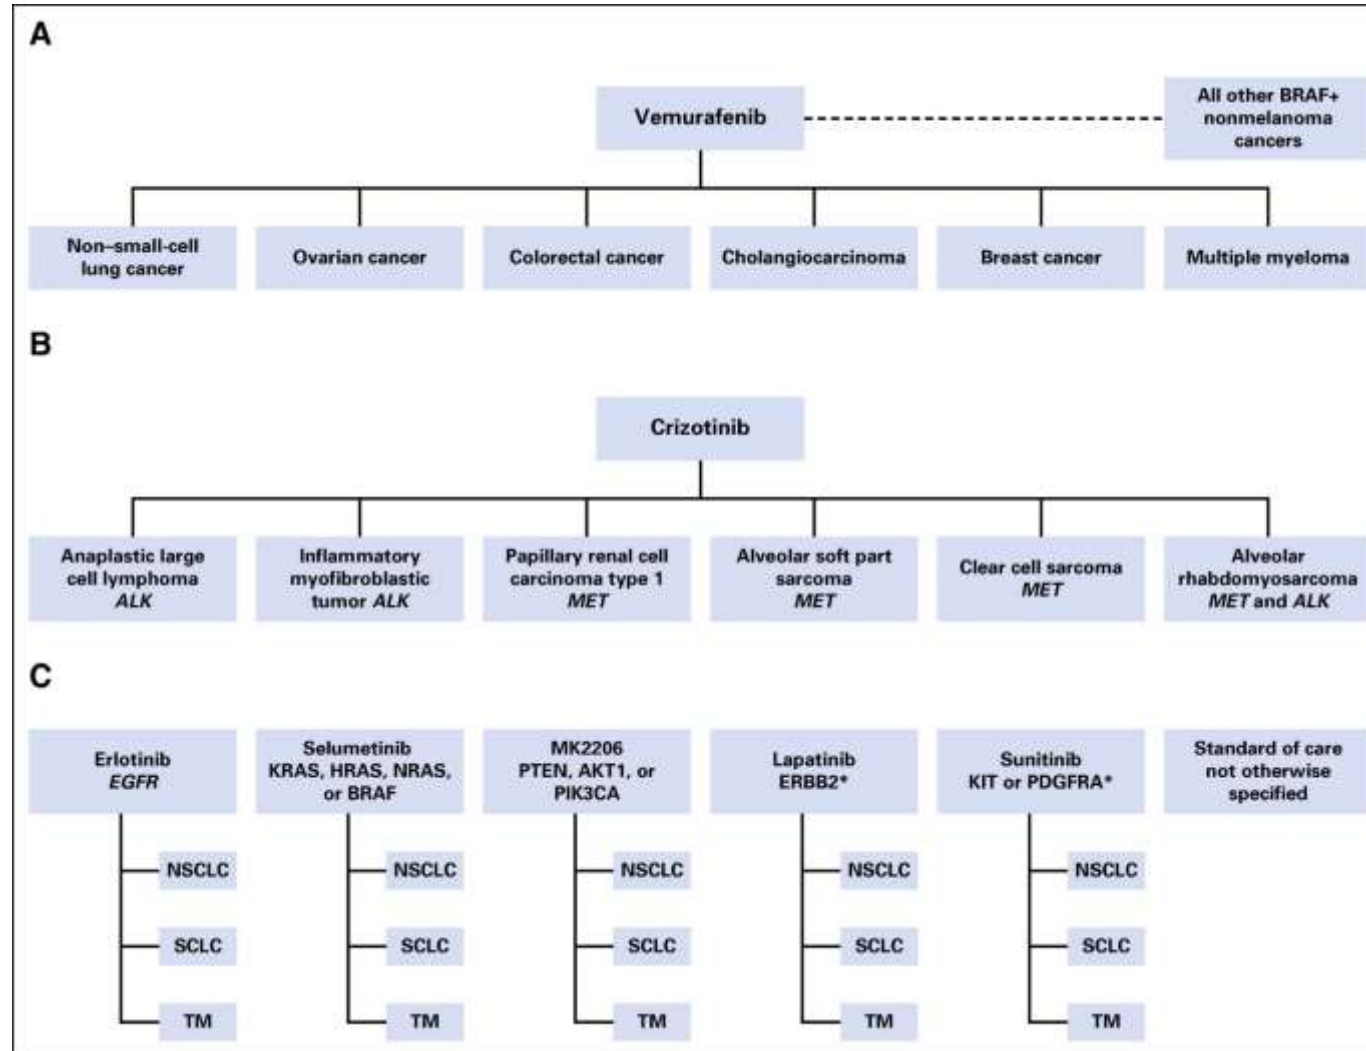 A
Vemurafenib
All other BRAF+
nonmelanoma
cancers
Non–small-cell
lung cancer
Ovarian cancer
Colorectal cancer
Cholangiocarcinoma
Breast cancer
Multiple myeloma
B
Crizotinib
Anaplastic large
cell lymphoma
ALK
Inflammatory
myofibroblastic
tumor ALK
Papillary renal cell
carcinoma type 1
MET
Alveolar soft part
sarcoma
MET
Clear cell sarcoma
MET
Alveolar
rhabdomyosarcoma
MET and ALK
C
Erlotinib
EGFR
Selumetinib
KRAS, HRAS, NRAS,
or BRAF
MK2206
PTEN, AKT1, or
PIK3CA
Lapatinib
ERBB2*
Sunitinib
KIT or PDGFRA*
Standard of care
not otherwise
specified
NSCLC
NSCLC
NSCLC
NSCLC
NSCLC
SCLC
SCLC
SCLC
SCLC
SCLC
TM
TM
TM
TM
TM